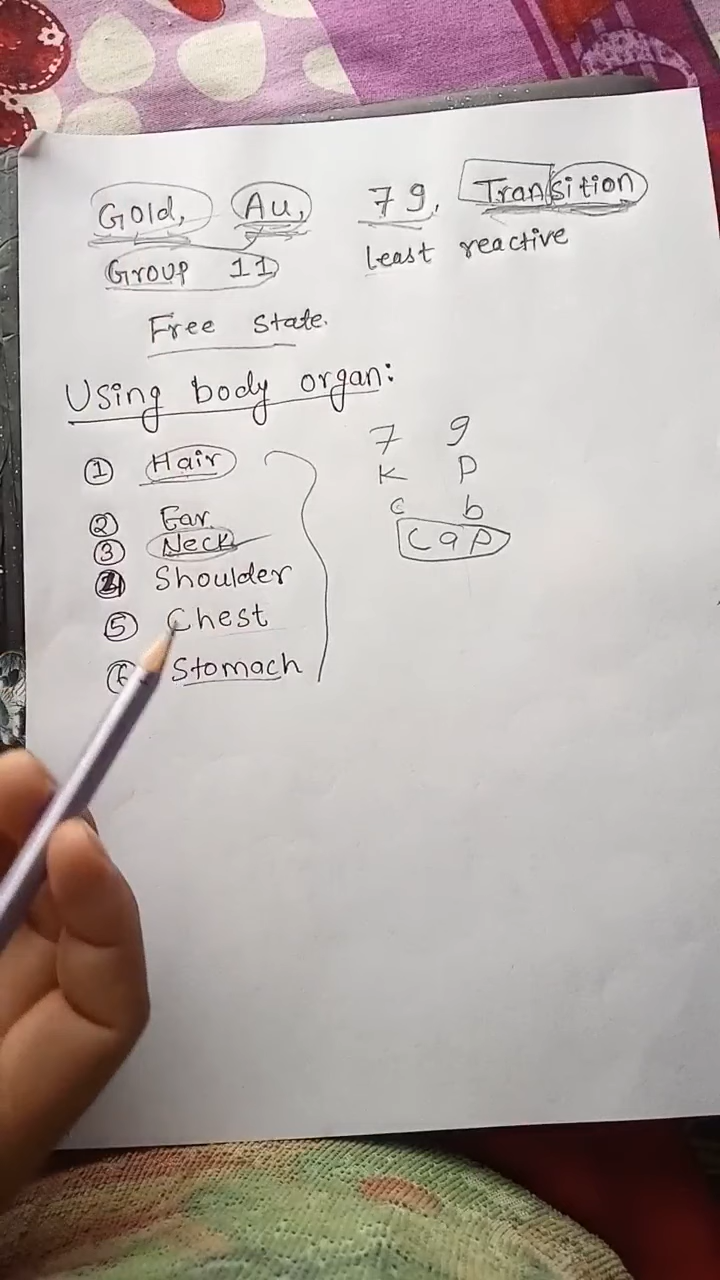 Gold, Au, 79, Transition
Group 11 Least reactive
Free State.
Using body organ:
① Hair
② Ear
③ Neck
④ Shoulder
⑤ Chest
⑥ Stomach
7 9
K P
c b
Cap